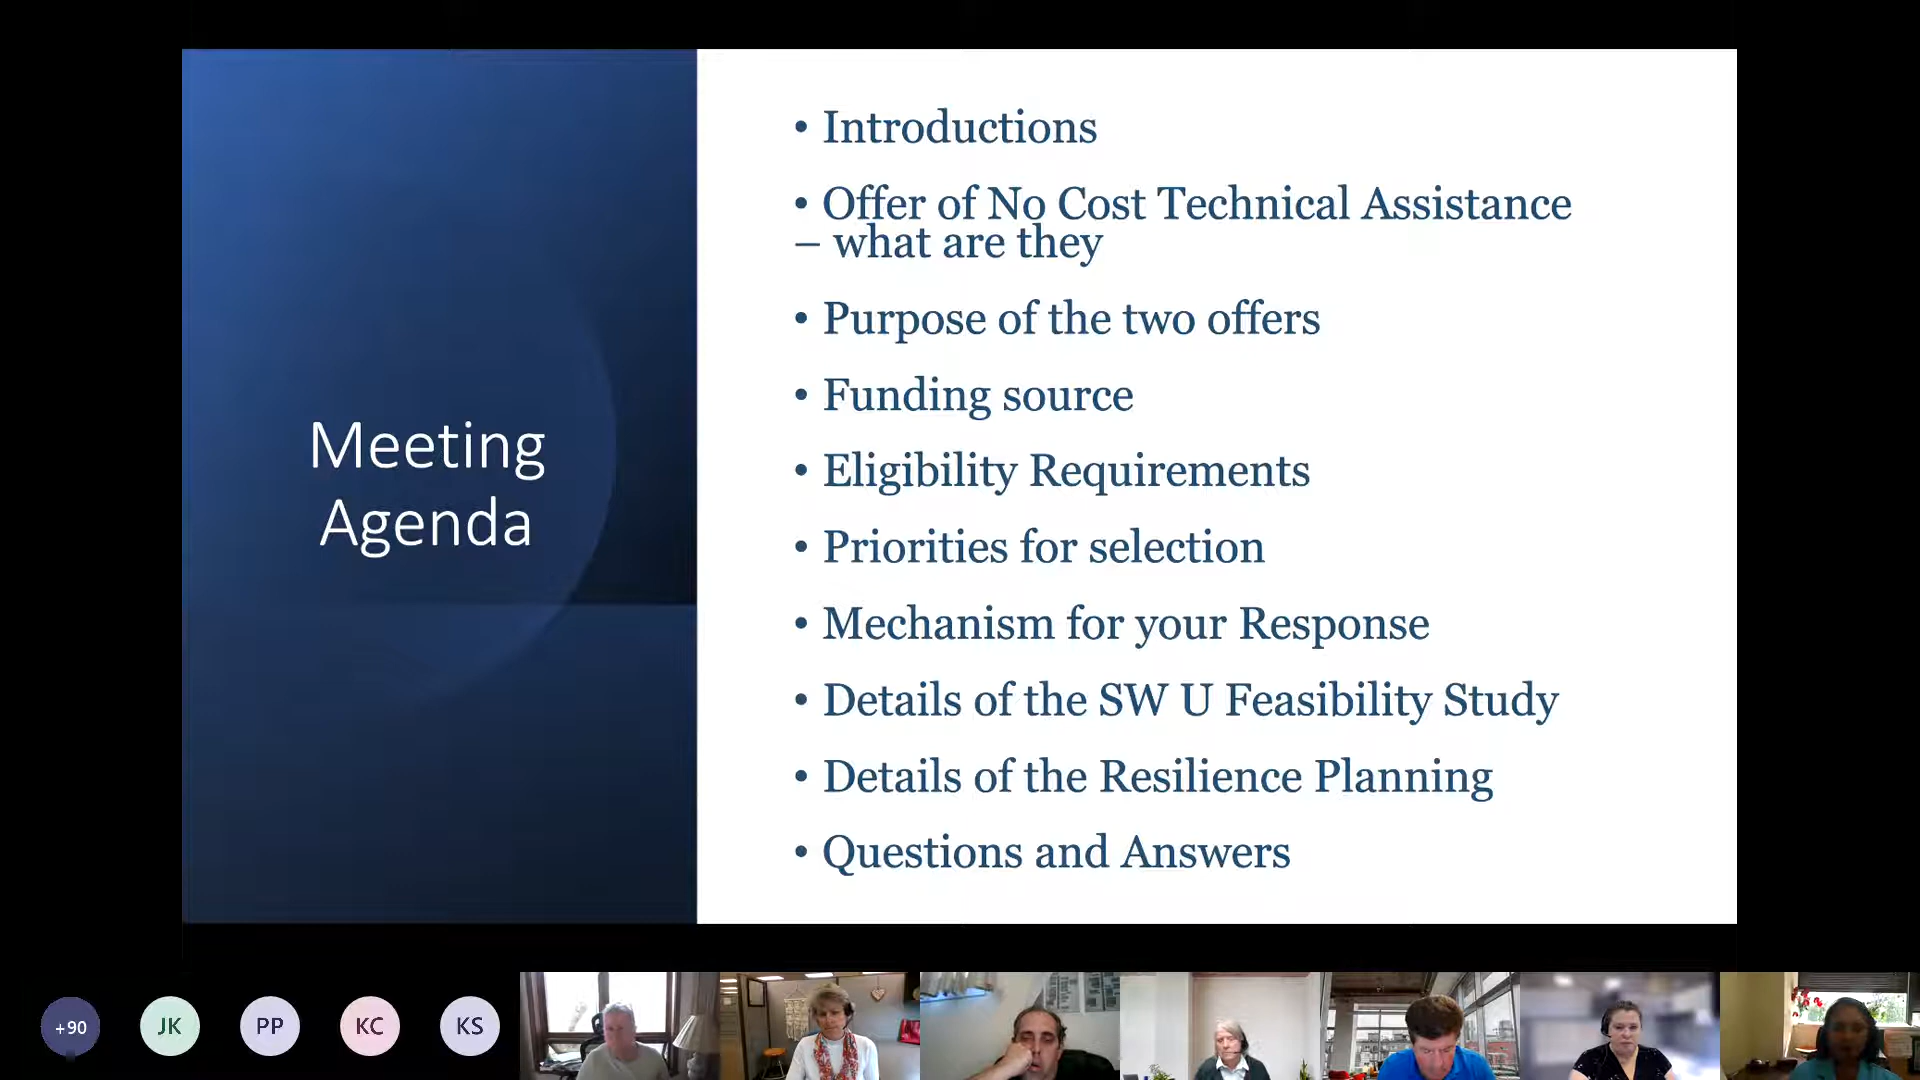 Meeting
Agenda
• Introductions
• Offer of No Cost Technical Assistance
– what are they
• Purpose of the two offers
• Funding source
• Eligibility Requirements
• Priorities for selection
• Mechanism for your Response
• Details of the SW U Feasibility Study
• Details of the Resilience Planning
• Questions and Answers
+90
JK
PP
KC
KS